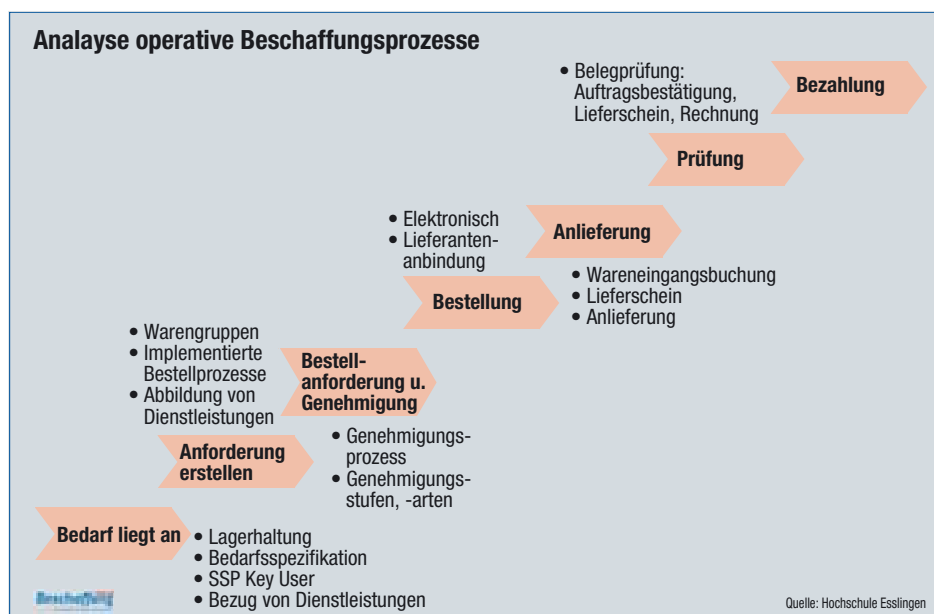 Analayse operative Beschaffungsprozesse
• Belegprüfung:
Auftragsbestätigung,
Lieferschein, Rechnung
Bezahlung
Prüfung
• Elektronisch
• Lieferanten-
anbindung
Anlieferung
Bestellung
• Wareneingangsbuchung
• Lieferschein
• Anlieferung
• Warengruppen
• Implementierte
Bestellprozesse
• Abbildung von
Dienstleistungen
Bestell-
anforderung u.
Genehmigung
Anforderung
erstellen
• Genehmigungs-
prozess
• Genehmigungs-
stufen, -arten
Bedarf liegt an
• Lagerhaltung
• Bedarfsspezifikation
• SSP Key User
• Bezug von Dienstleistungen
Beschaffung
Quelle: Hochschule Esslingen